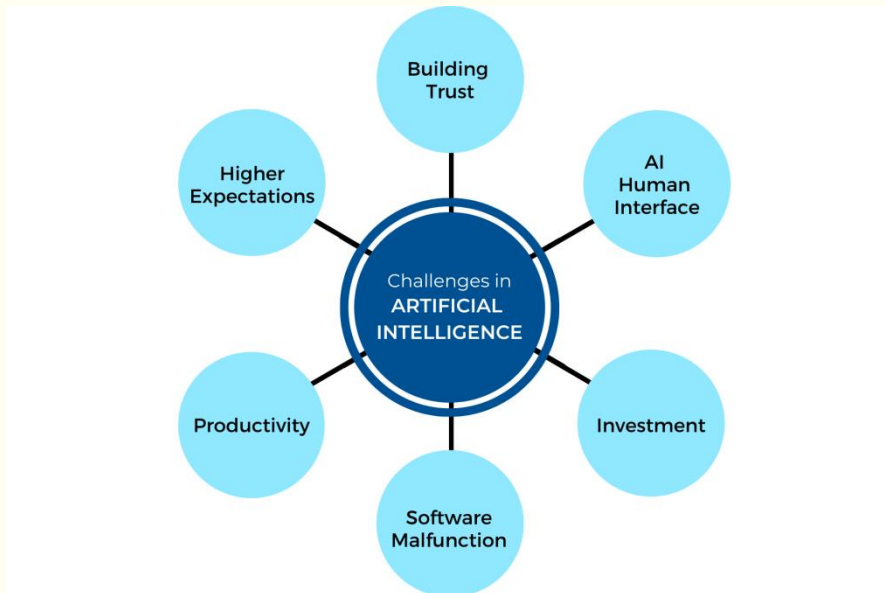 Building
Trust
AI
Human
Interface
Higher
Expectations
Challenges in
ARTIFICIAL
INTELLIGENCE
Productivity
Investment
Software
Malfunction